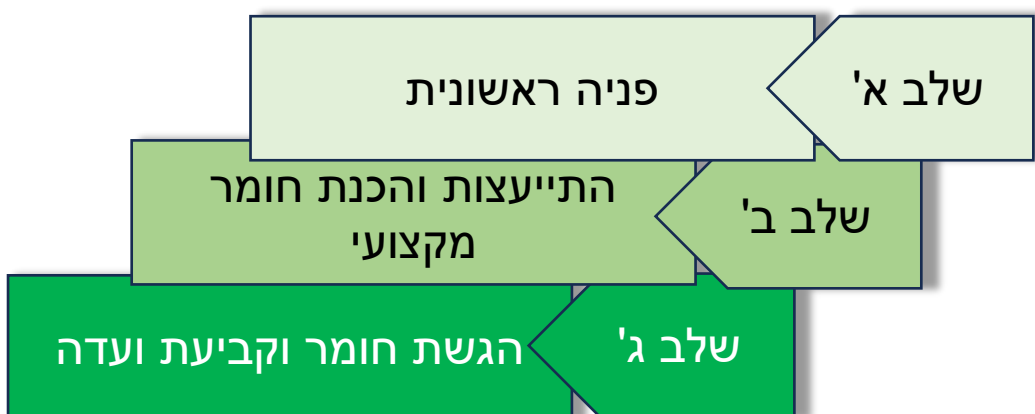 שלב א'
פניה ראשונית
שלב ב'
התייעצות והכנת חומר
מקצועי
שלב ג'
הגשת חומר וקביעת ועדה